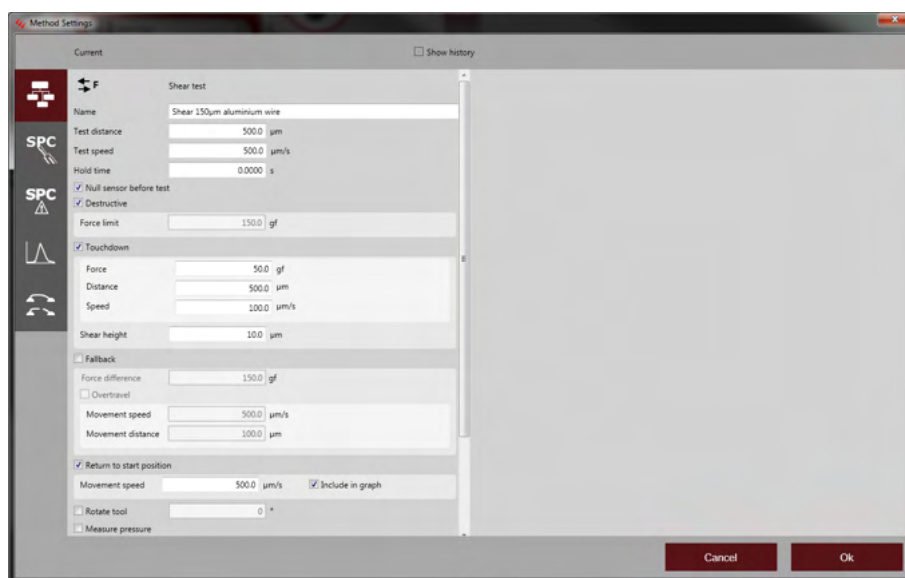 Method Settings
Current Show history
F Shear test
Name Shear 150µm aluminium wire
Test distance 500.0 µm
SPC
Test speed 500.0 µm/s
Hold time 0.0000 s
Null sensor before test
SPC
Destructive
Force limit 150.0 gf
Touchdown
Force 50.0 gf
Distance 500.0 µm
Speed 100.0 µm/s
Shear height 10.0 µm
Fallback
Force difference 150.0 gf
Overtravel
Movement speed 500.0 µm/s
Movement distance 100.0 µm
Return to start position
Movement speed 500.0 µm/s Include in graph
Rotate tool 0 °
Measure pressure
Cancel Ok